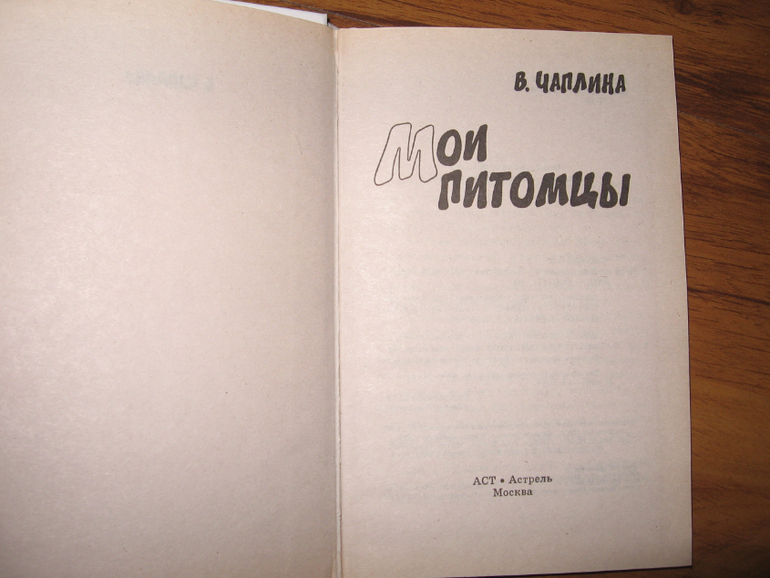 В. ЧАПЛИНА
Мои
ПИТОМЦЫ
АСТ • Астрель
Москва